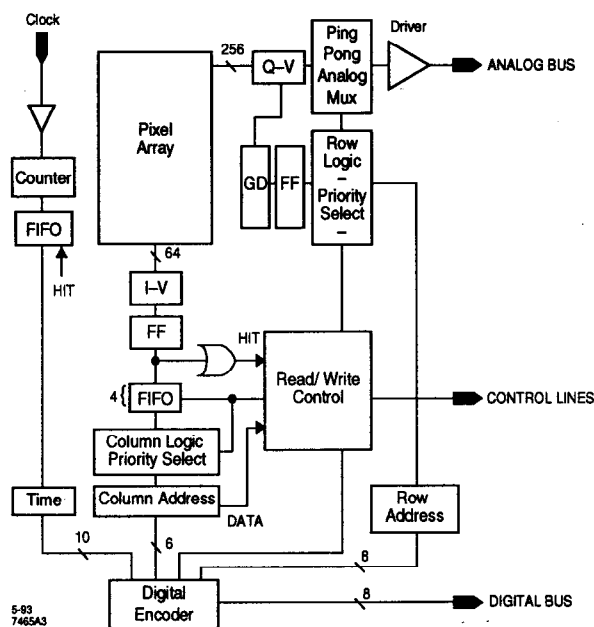 Clock
256
Q–V
Ping
Pong
Analog
Mux
Driver
ANALOG BUS
Pixel
Array
Counter
FIFO
HIT
GD
FF
Row
Logic
–
Priority
Select
–
64
I–V
FF
HIT
4{
FIFO
Read/ Write
Control
CONTROL LINES
Column Logic
Priority Select
Time
Column Address
DATA
Row
Address
10
6
8
Digital
Encoder
8
DIGITAL BUS
5-93
7465A3